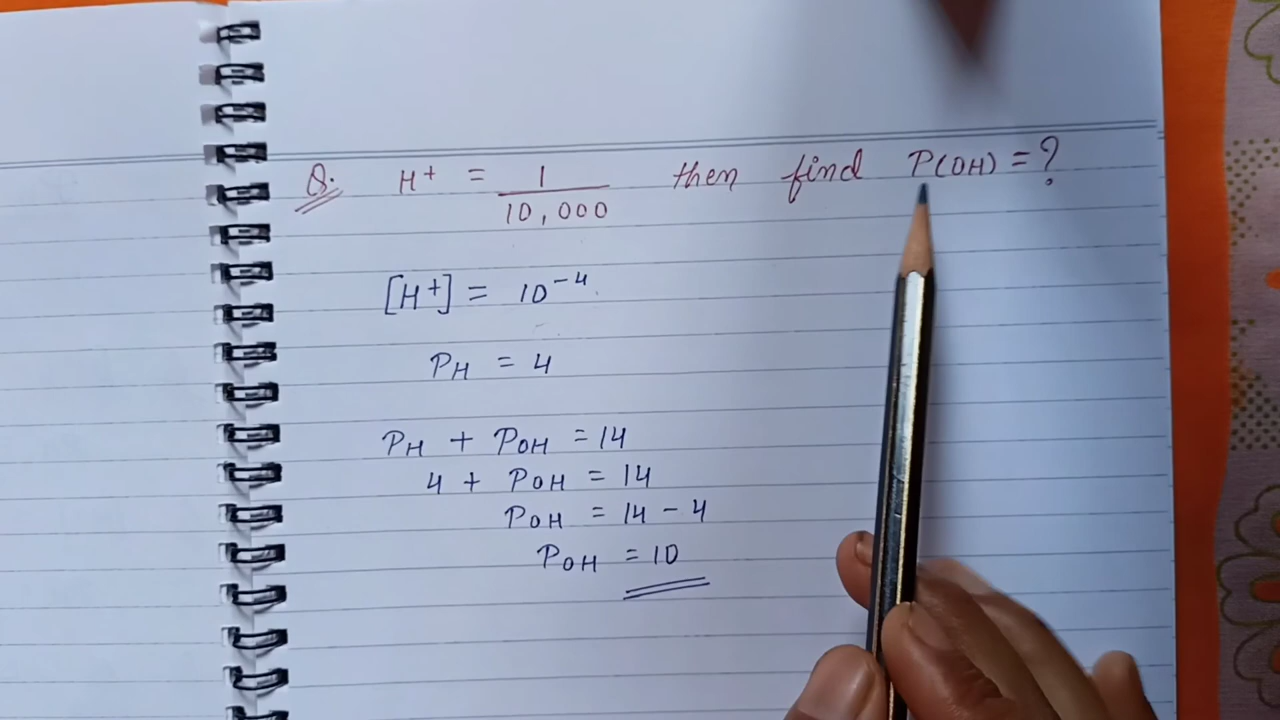 Q. H+ = 1/10,000 then find P(OH) = ?
[H+] = 10⁻⁴
PH = 4
PH + POH = 14
4 + POH = 14
POH = 14 - 4
POH = 10